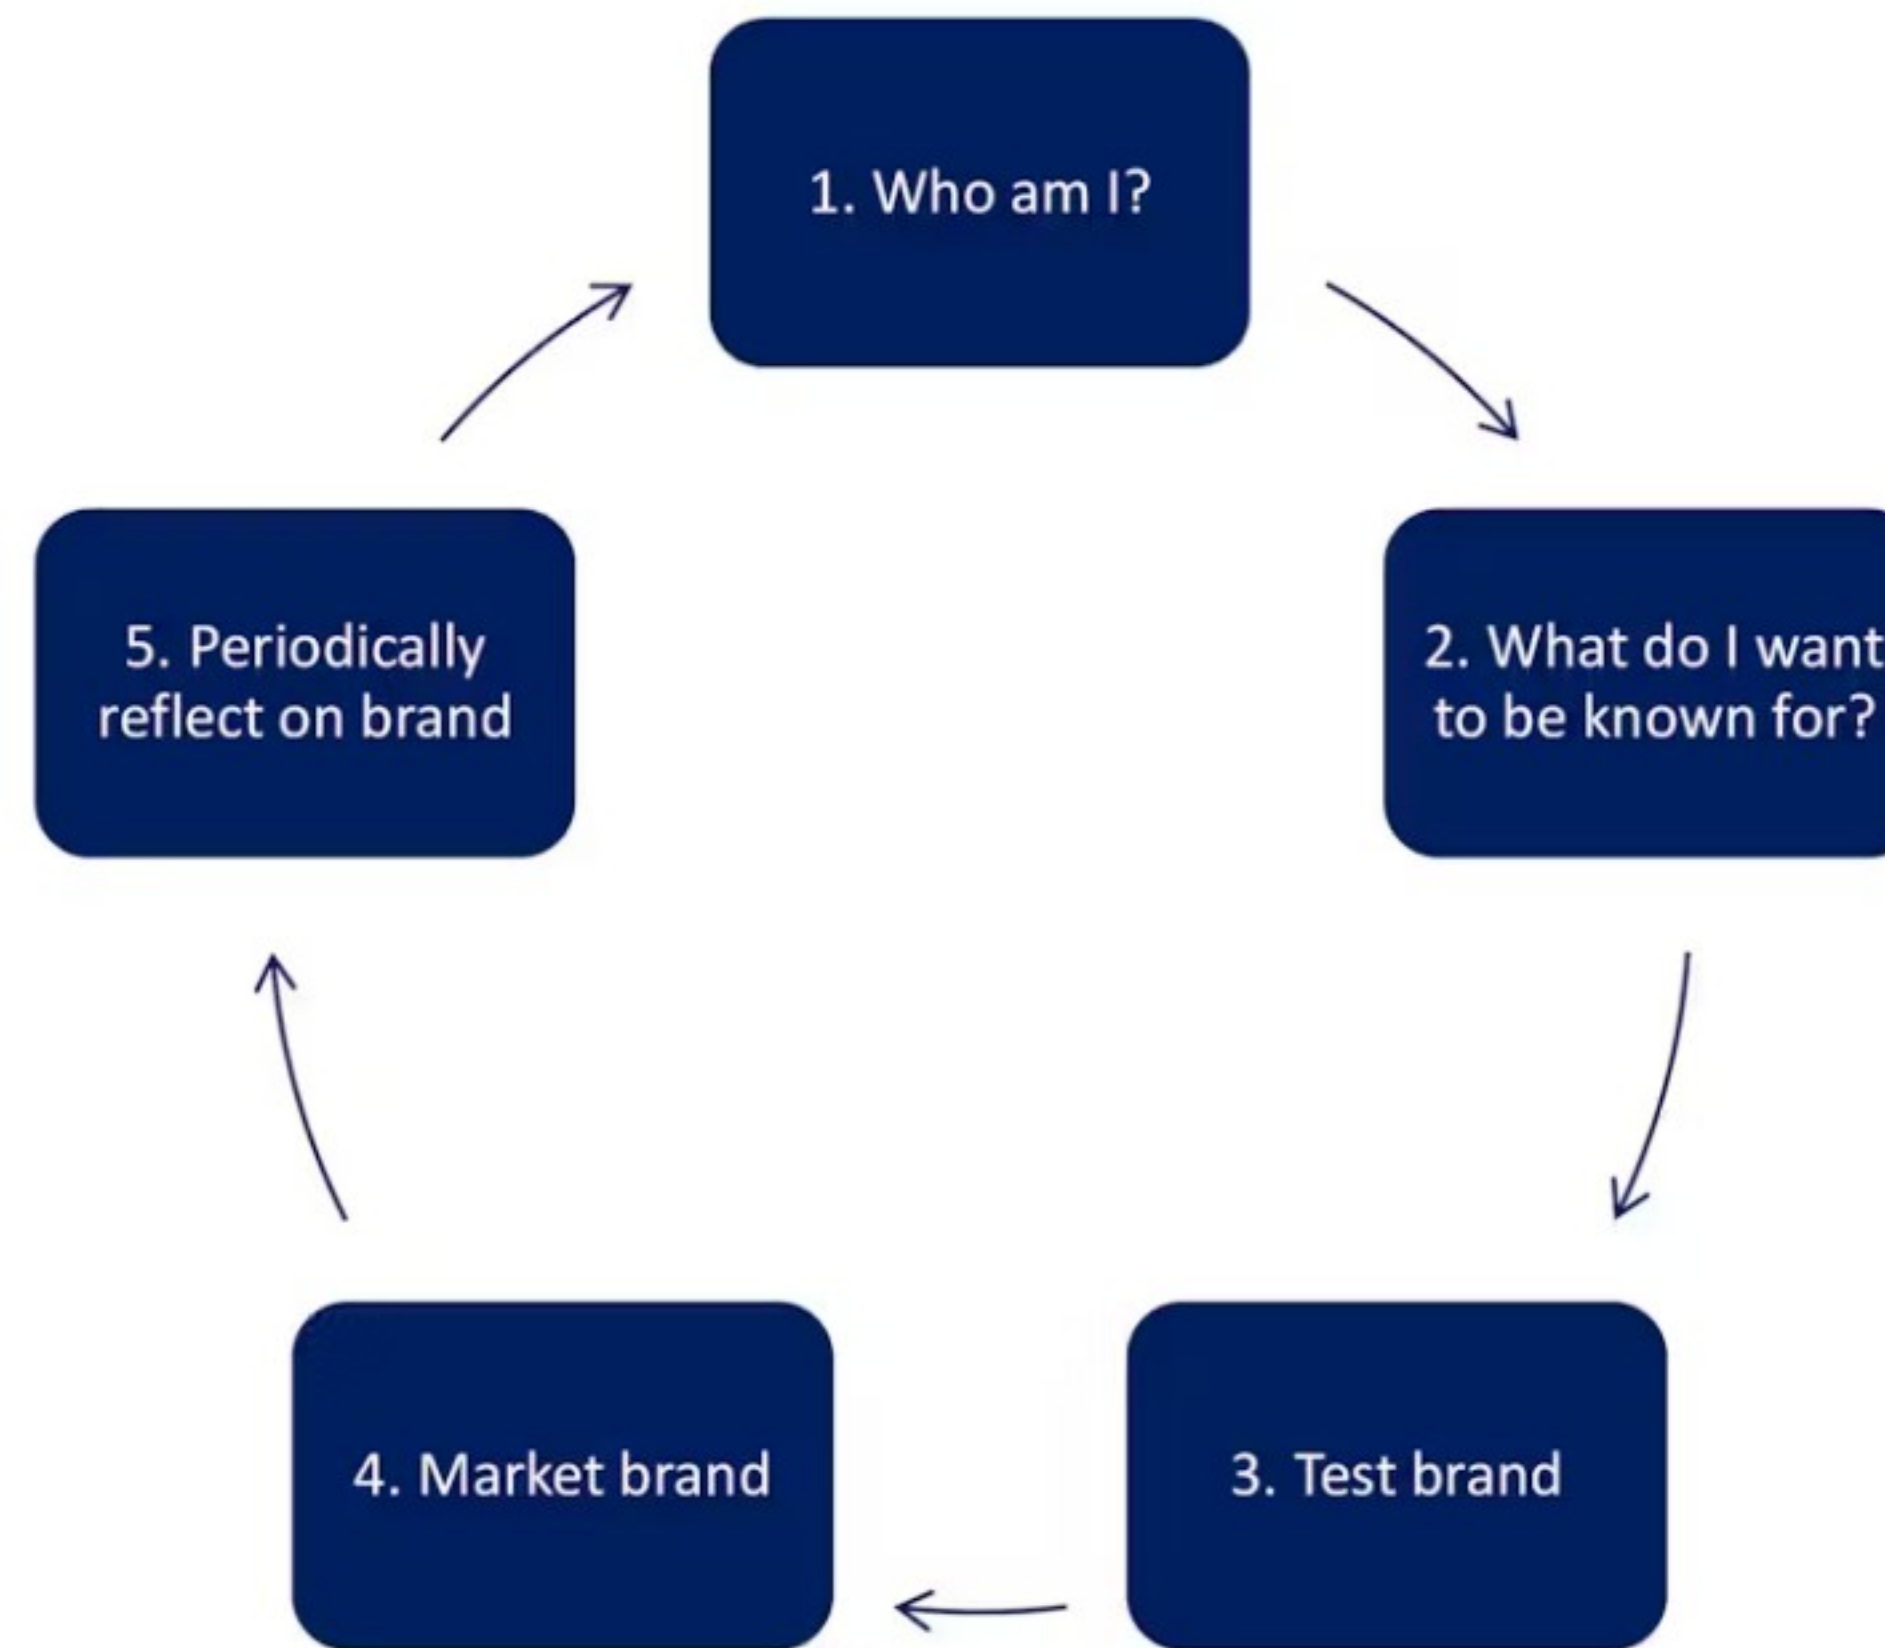 1. Who am I?
2. What do I want
to be known for?
3. Test brand
4. Market brand
5. Periodically
reflect on brand